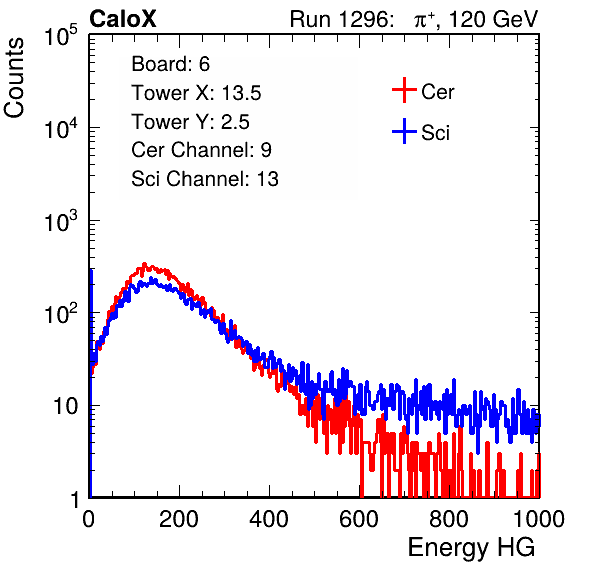 CaloX Run 1296: π⁺, 120 GeV
Counts
Board: 6
Tower X: 13.5
Tower Y: 2.5
Cer Channel: 9
Sci Channel: 13
Cer
Sci
10⁵
10⁴
10³
10²
10
1
0 200 400 600 800 1000
Energy HG